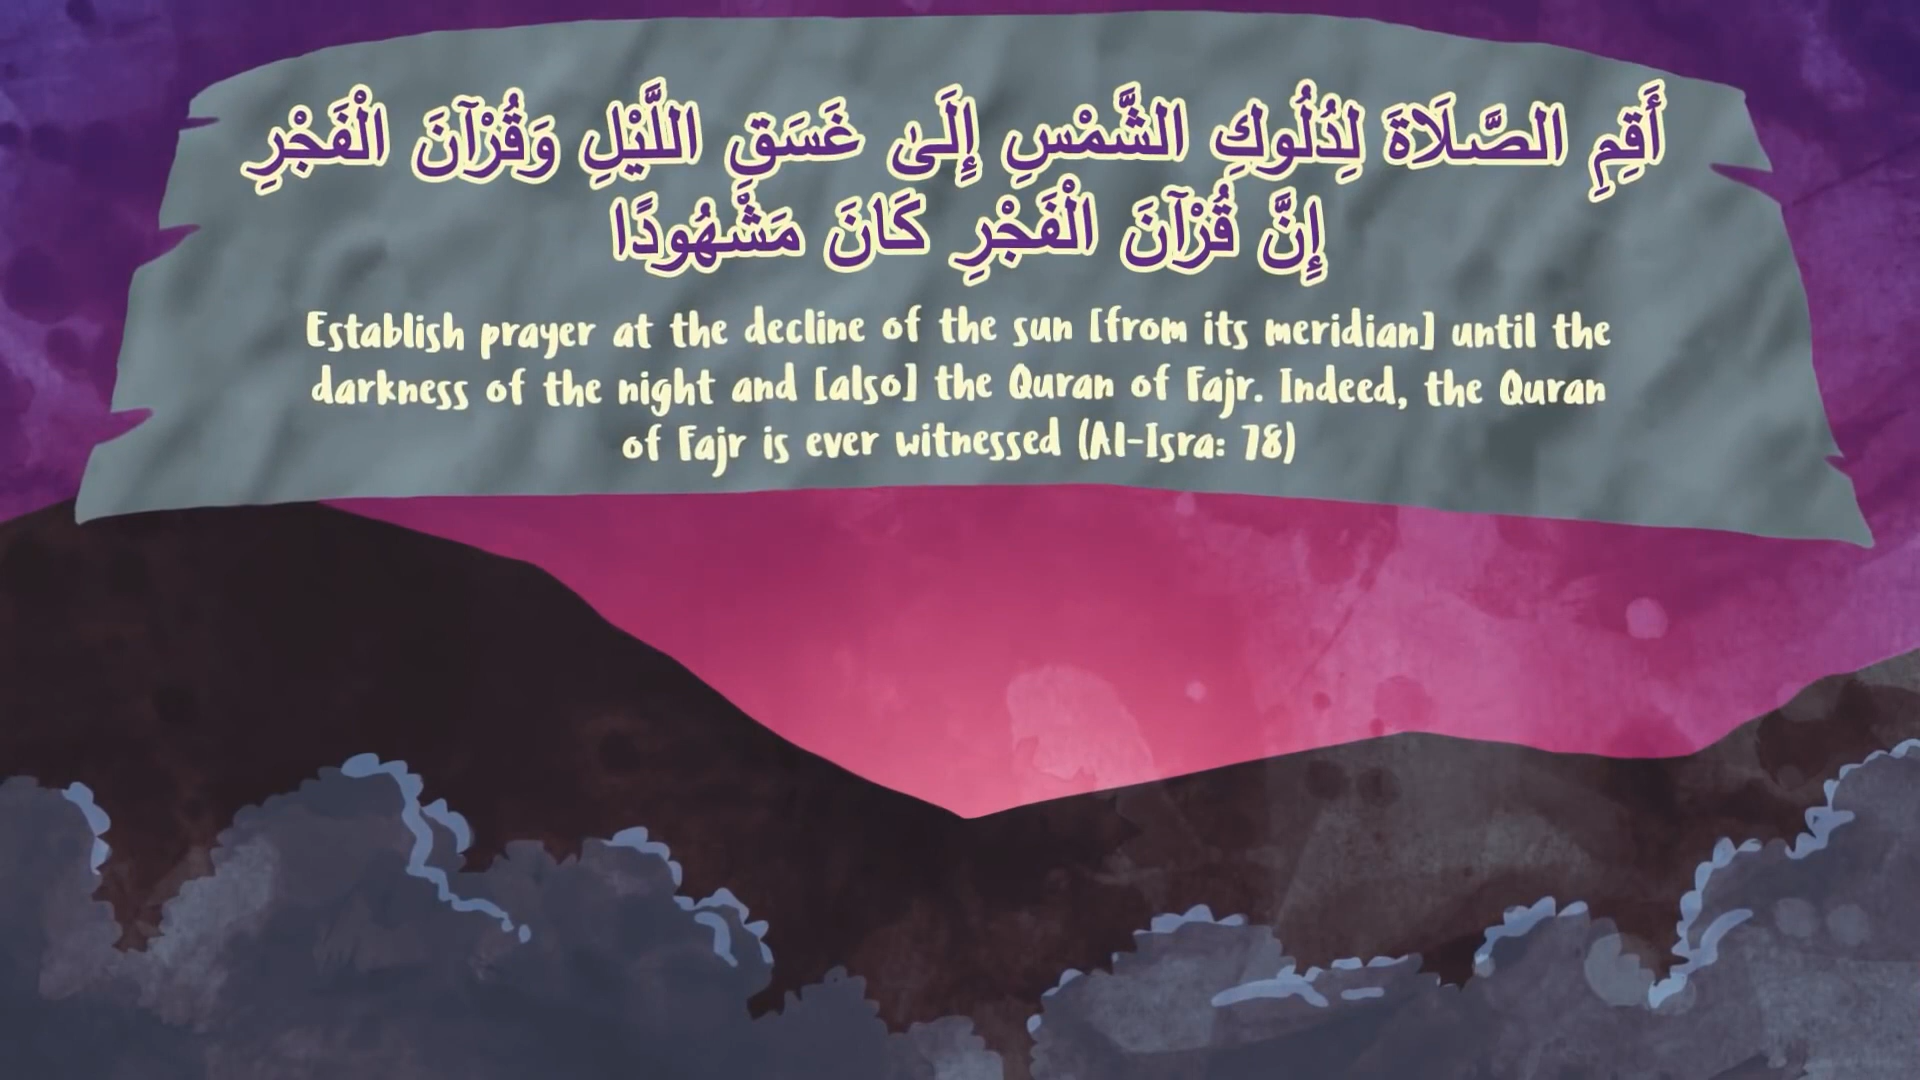 أَقِمِ الصَّلَاةَ لِدُلُوكِ الشَّمْسِ إِلَىٰ غَسَقِ اللَّيْلِ وَقُرْآنَ الْفَجْرِ
إِنَّ قُرْآنَ الْفَجْرِ كَانَ مَشْهُودًا
Establish prayer at the decline of the sun [from its meridian] until the
darkness of the night and [also] the Quran of Fajr. Indeed, the Quran
of Fajr is ever witnessed (Al-Isra: 78)